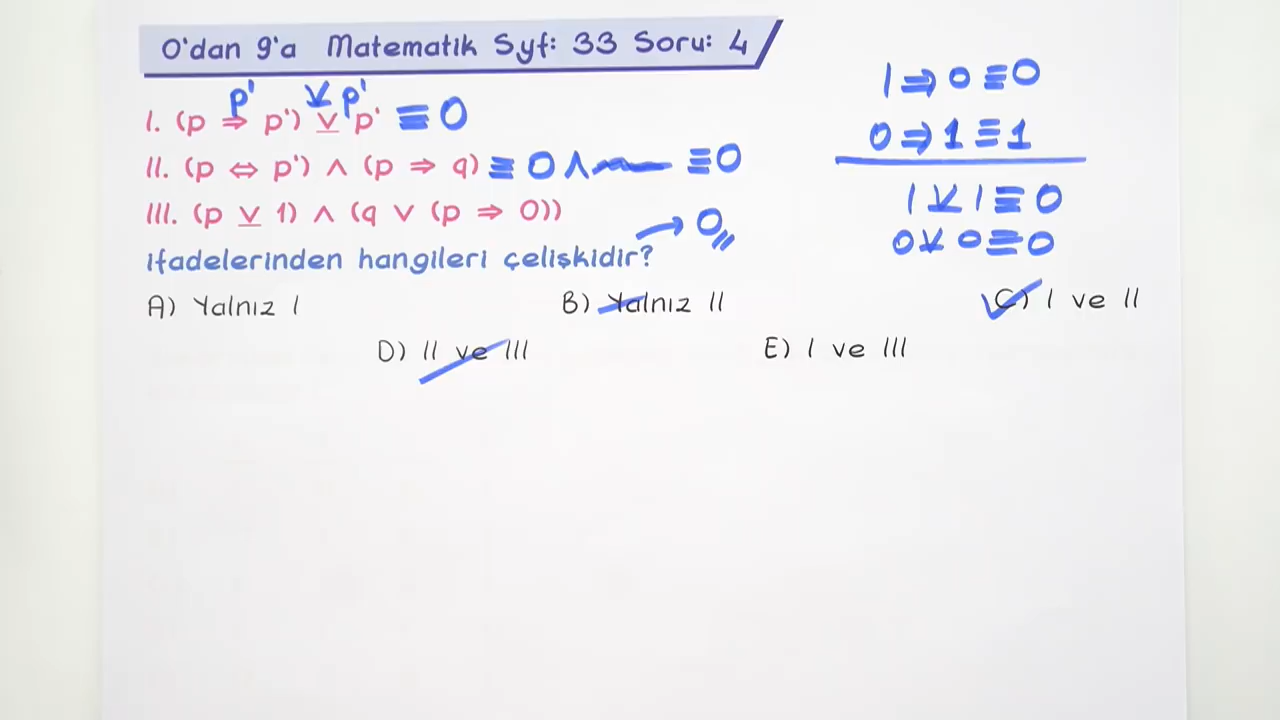 0'dan 9'a Matematik Syf: 33 Soru: 4
p' ⊻ p'
I. (p ⇒ p') ⊻ p' ≡ 0
II. (p ⇔ p') ∧ (p ⇒ q) ≡ 0 ∧ ≡ 0
III. (p ⊻ 1) ∧ (q ∨ (p ⇒ 0))
ifadelerinden hangileri çelişkidir? → 0
A) Yalnız I B) Yalnız II C) I ve II
D) II ve III E) I ve III
1 ⇒ 0 ≡ 0
0 ⇒ 1 ≡ 1
1 ⊻ 1 ≡ 0
0 ⊻ 0 ≡ 0